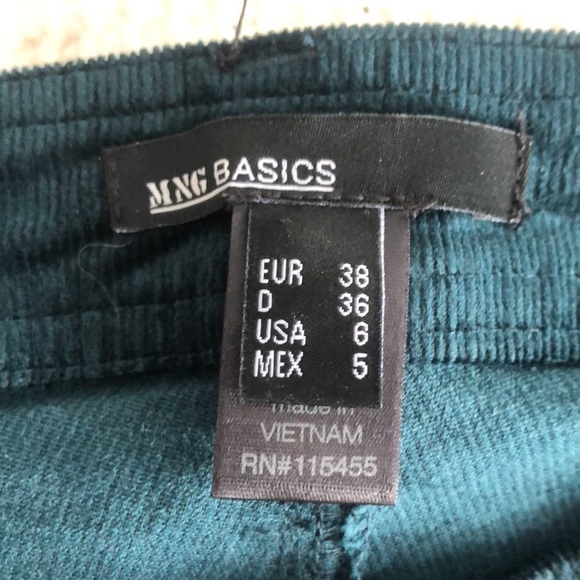 MNG BASICS
EUR 38
D 36
USA 6
MEX 5
made in
VIETNAM
RN#115455